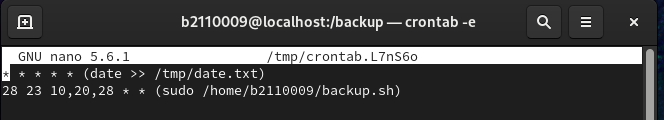 b2110009@localhost:/backup — crontab -e
GNU nano 5.6.1 /tmp/crontab.L7nS6o
* * * * * (date >> /tmp/date.txt)
28 23 10,20,28 * * (sudo /home/b2110009/backup.sh)